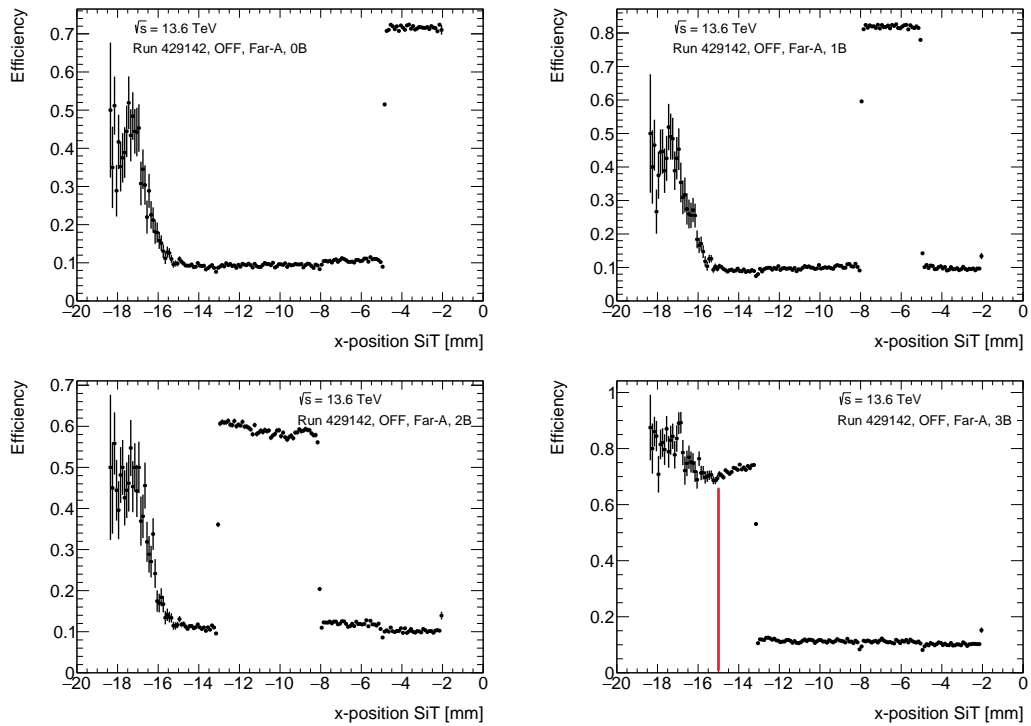 Efficiency
√s = 13.6 TeV
Run 429142, OFF, Far-A, 0B
0.7
0.6
0.5
0.4
0.3
0.2
0.1
0
−20 −18 −16 −14 −12 −10 −8 −6 −4 −2 0
x-position SiT [mm]
Efficiency
√s = 13.6 TeV
Run 429142, OFF, Far-A, 1B
0.8
0.7
0.6
0.5
0.4
0.3
0.2
0.1
0
−20 −18 −16 −14 −12 −10 −8 −6 −4 −2 0
x-position SiT [mm]
Efficiency
√s = 13.6 TeV
Run 429142, OFF, Far-A, 2B
0.7
0.6
0.5
0.4
0.3
0.2
0.1
0
−20 −18 −16 −14 −12 −10 −8 −6 −4 −2 0
x-position SiT [mm]
Efficiency
√s = 13.6 TeV
Run 429142, OFF, Far-A, 3B
1
0.8
0.6
0.4
0.2
0
−20 −18 −16 −14 −12 −10 −8 −6 −4 −2 0
x-position SiT [mm]